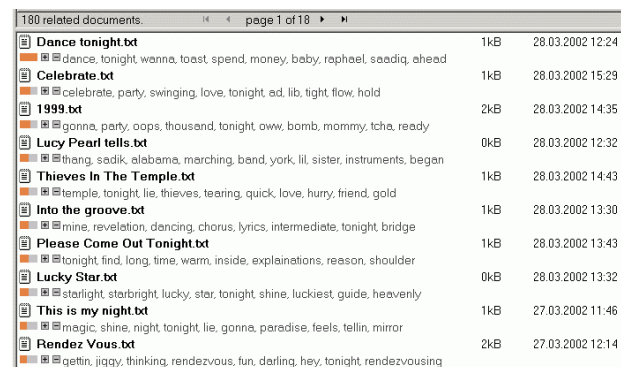 180 related documents. page 1 of 18
Dance tonight.txt 1kB 28.03.2002 12:24
dance, tonight, wanna, toast, spend, money, baby, raphael, saadiq, ahead
Celebrate.txt 1kB 28.03.2002 15:29
celebrate, party, swinging, love, tonight, ad, lib, tight, flow, hold
1999.txt 2kB 28.03.2002 14:35
gonna, party, oops, thousand, tonight, oww, bomb, mommy, tcha, ready
Lucy Pearl tells.txt 0kB 28.03.2002 12:32
thang, sadik, alabama, marching, band, york, lil, sister, instruments, began
Thieves In The Temple.txt 1kB 28.03.2002 14:43
temple, tonight, lie, thieves, tearing, quick, love, hurry, friend, gold
Into the groove.txt 1kB 28.03.2002 13:30
mine, revelation, dancing, chorus, lyrics, intermediate, tonight, bridge
Please Come Out Tonight.txt 1kB 28.03.2002 13:43
tonight, find, long, time, warm, inside, explainations, reason, shoulder
Lucky Star.txt 0kB 28.03.2002 13:32
starlight, starbright, lucky, star, tonight, shine, luckiest, guide, heavenly
This is my night.txt 1kB 27.03.2002 11:46
magic, shine, night, tonight, lie, gonna, paradise, feels, tellin, mirror
Rendez Vous.txt 2kB 27.03.2002 12:14
gettin, jiggy, thinking, rendezvous, fun, darling, hey, tonight, rendezvousing